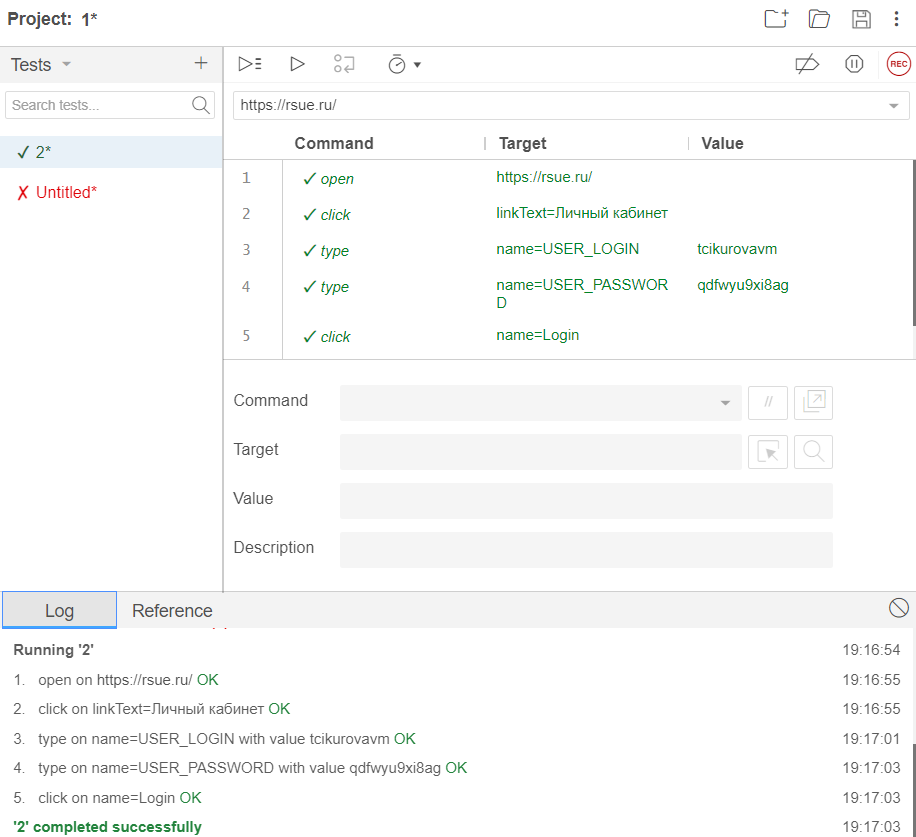 Project: 1*
Tests
+
Search tests...
✓ 2*
✗ Untitled*
REC
https://rsue.ru/
Command Target Value
1 ✓ open https://rsue.ru/
2 ✓ click linkText=Личный кабинет
3 ✓ type name=USER_LOGIN tcikurovavm
4 ✓ type name=USER_PASSWOR qdfwyu9xi8ag
D
5 ✓ click name=Login
Command //
Target
Value
Description
Log Reference
Running '2' 19:16:54
1. open on https://rsue.ru/ OK 19:16:55
2. click on linkText=Личный кабинет OK 19:16:55
3. type on name=USER_LOGIN with value tcikurovavm OK 19:17:01
4. type on name=USER_PASSWORD with value qdfwyu9xi8ag OK 19:17:03
5. click on name=Login OK 19:17:03
'2' completed successfully 19:17:03